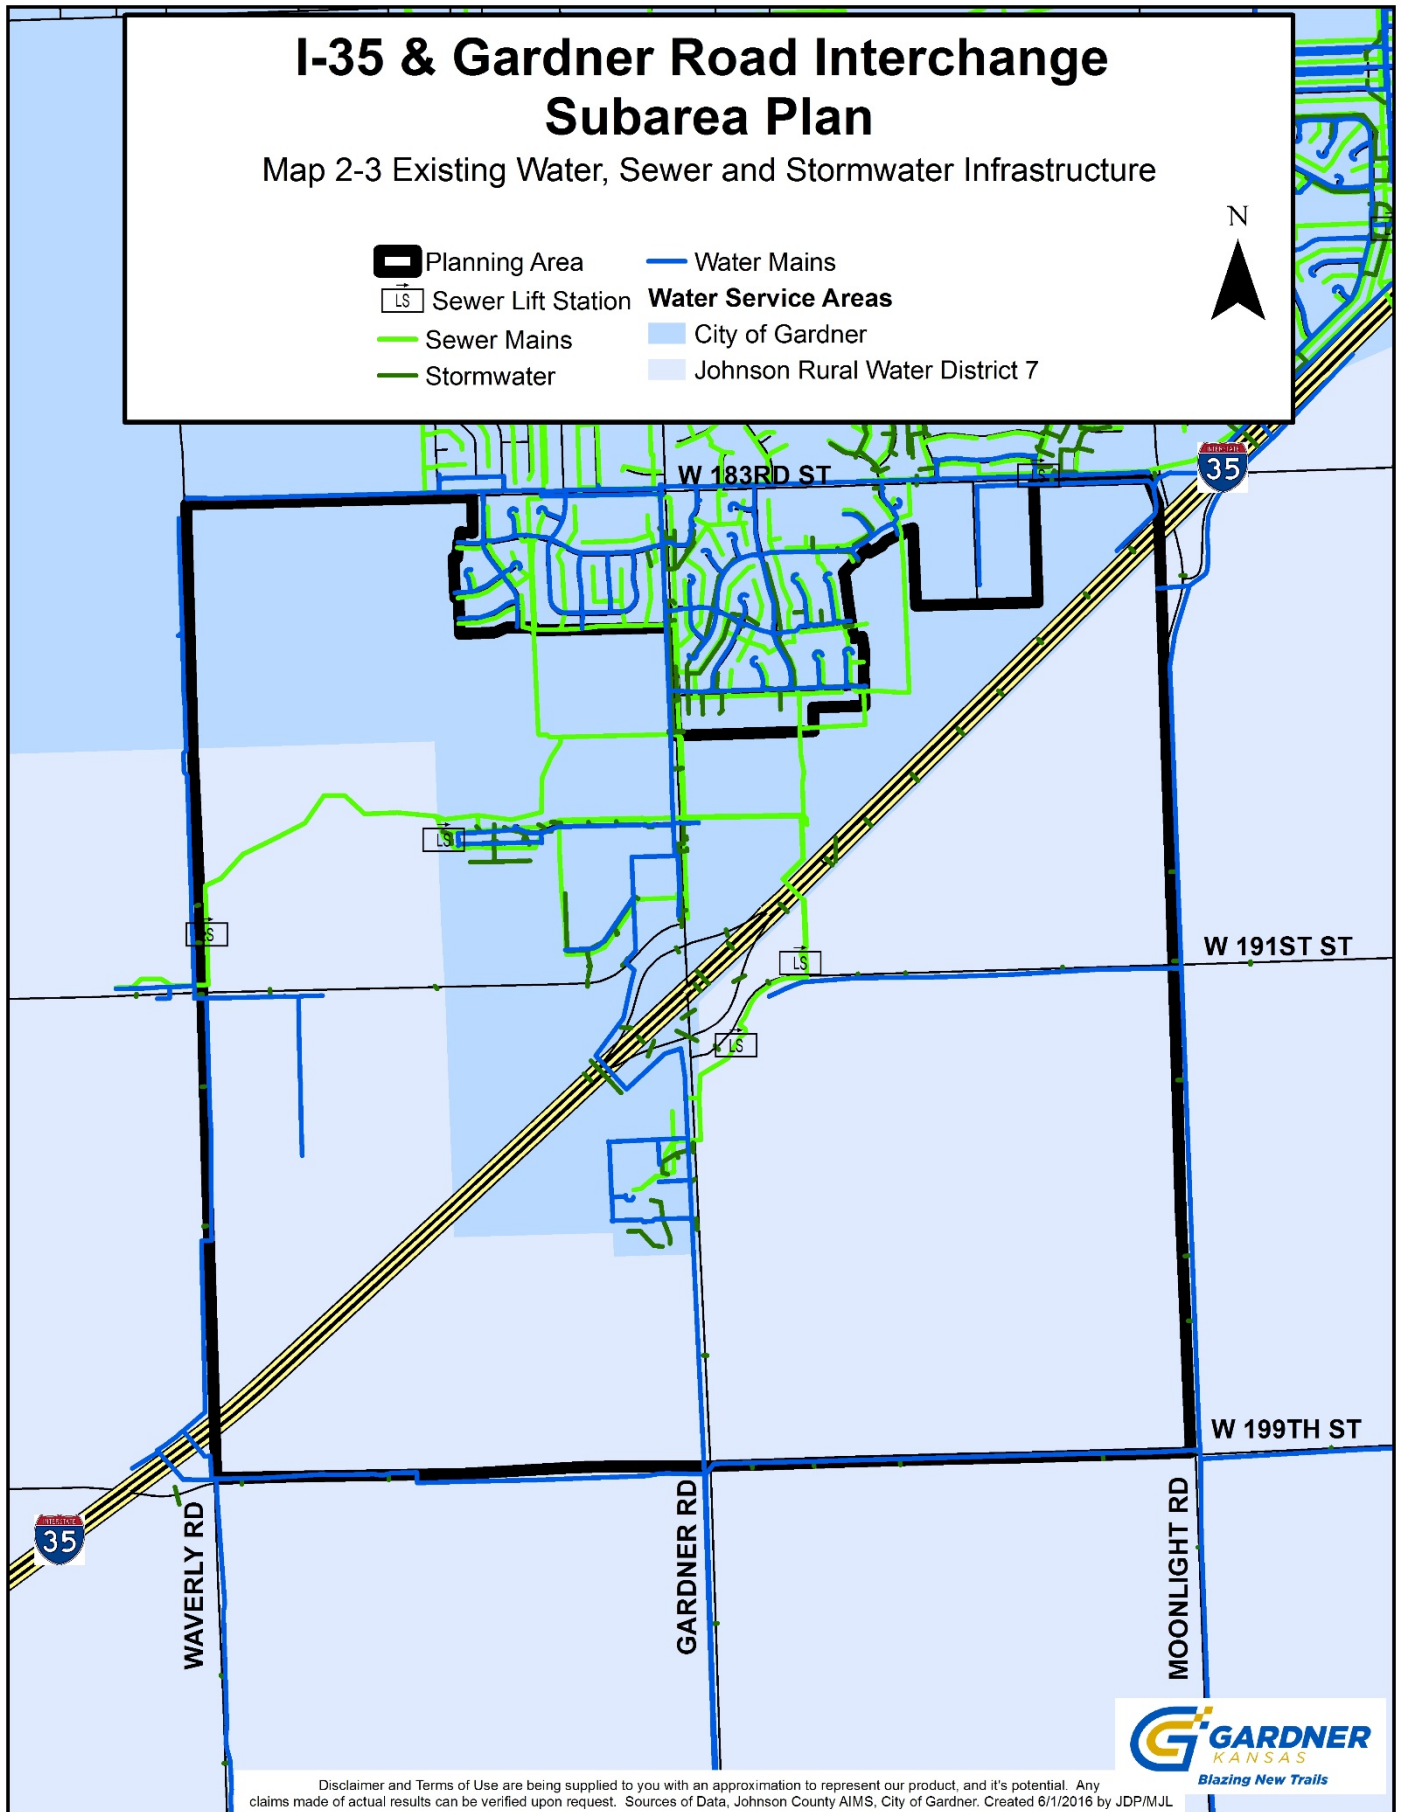 I-35 & Gardner Road Interchange
Subarea Plan
Map 2-3 Existing Water, Sewer and Stormwater Infrastructure
N
Planning Area
LS Sewer Lift Station
Sewer Mains
Stormwater
Water Mains
Water Service Areas
City of Gardner
Johnson Rural Water District 7
W 183RD ST
LS
INTERSTATE
35
LS
LS
LS
W 191ST ST
LS
W 199TH ST
INTERSTATE
35
WAVERLY RD
GARDNER RD
MOONLIGHT RD
G GARDNER
KANSAS
Blazing New Trails
Disclaimer and Terms of Use are being supplied to you with an approximation to represent our product, and it's potential. Any
claims made of actual results can be verified upon request. Sources of Data, Johnson County AIMS, City of Gardner. Created 6/1/2016 by JDP/MJL